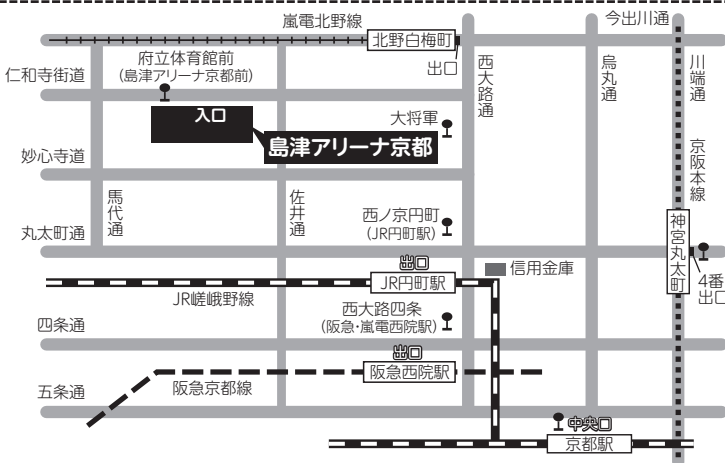 嵐電北野線
今出川通
北野白梅町
出口
西大路通
烏丸通
川端通
京阪本線
仁和寺街道
府立体育館前
(島津アリーナ京都前)
入口
島津アリーナ京都
大将軍
妙心寺道
馬代通
佐井通
西ノ京円町
(JR円町駅)
丸太町通
神宮丸太町
4番
出口
出口
JR円町駅
信用金庫
JR嵯峨野線
西大路四条
(阪急・嵐電西院駅)
四条通
出口
阪急西院駅
阪急京都線
五条通
中央口
京都駅